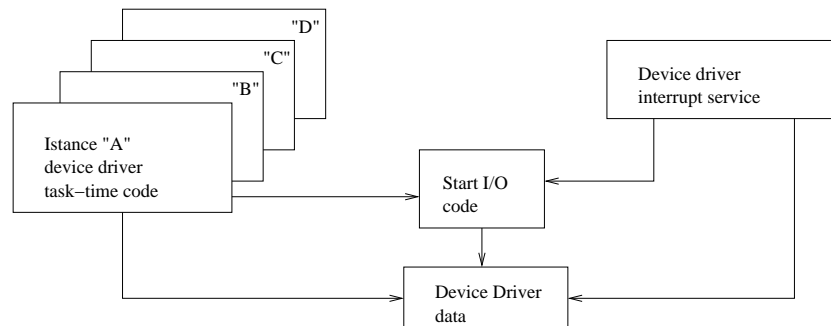 "D"
"C"
"B"
Istance "A"
device driver
task−time code
Device driver
interrupt service
Start I/O
code
Device Driver
data